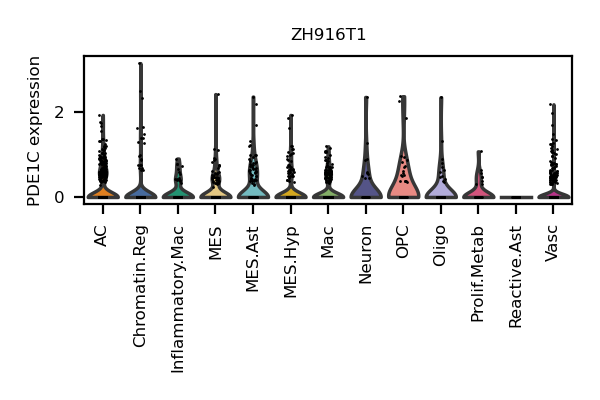 ZH916T1
PDE1C expression
2
0
AC
Chromatin.Reg
Inflammatory.Mac
MES
MES.Ast
MES.Hyp
Mac
Neuron
OPC
Oligo
Prolif.Metab
Reactive.Ast
Vasc